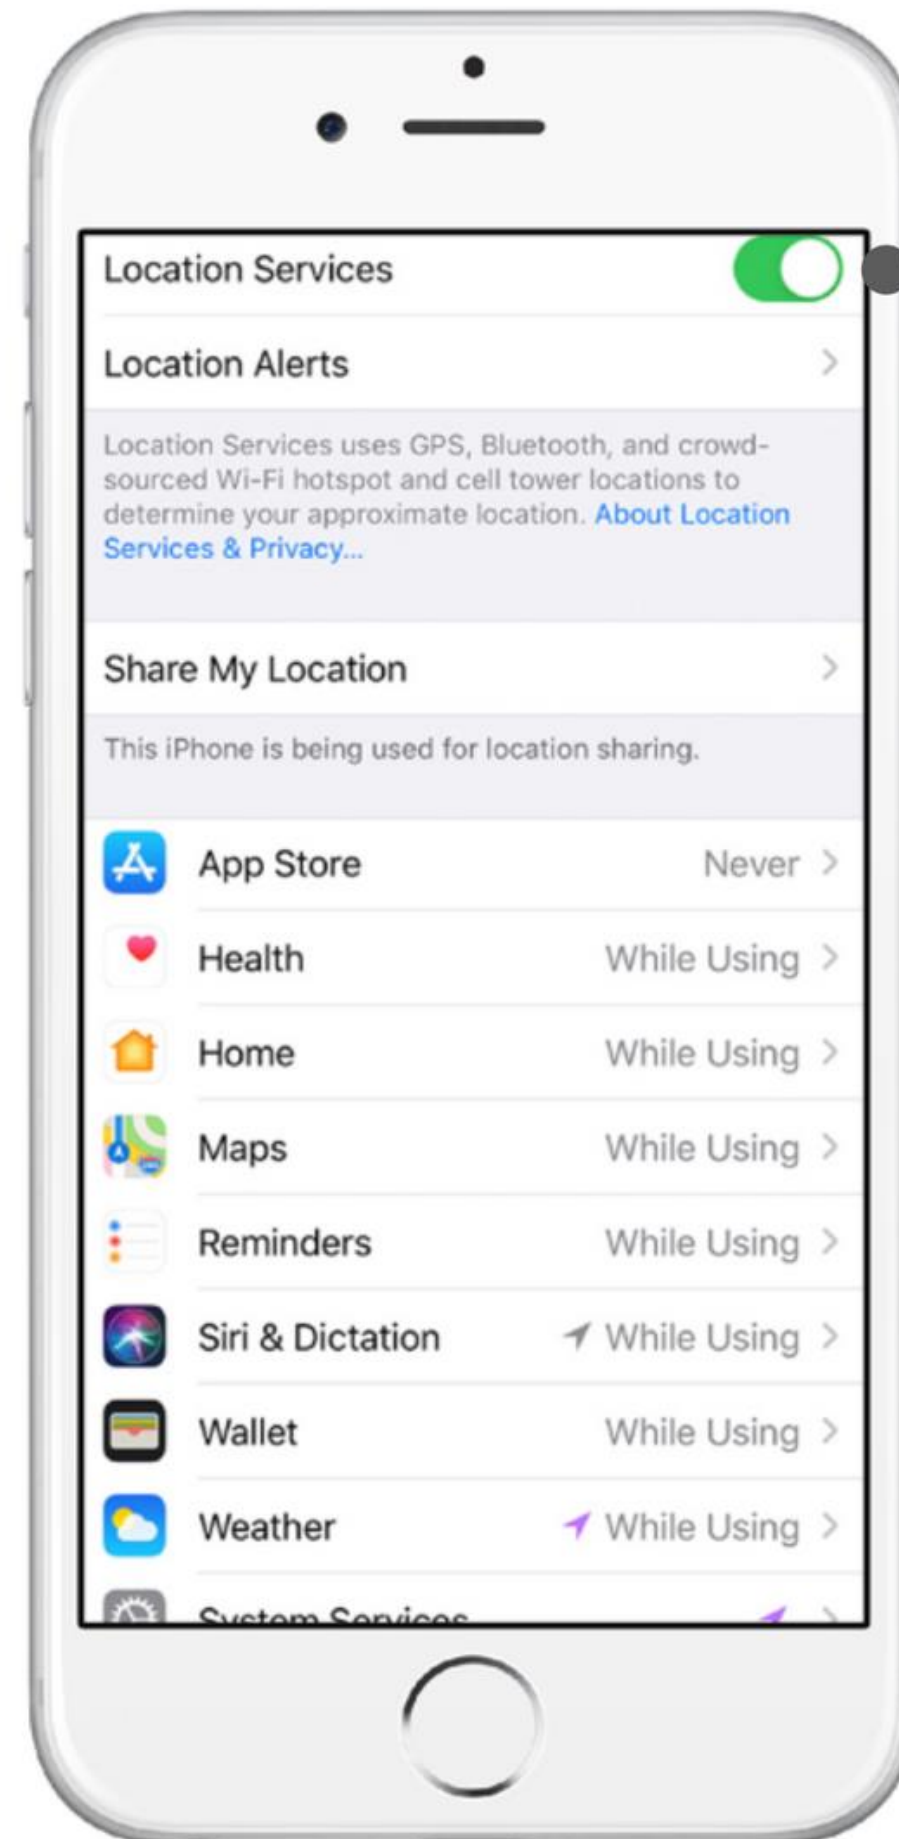 Location Services
Location Alerts
Location Services uses GPS, Bluetooth, and crowd-
sourced Wi-Fi hotspot and cell tower locations to
determine your approximate location. About Location
Services & Privacy...
Share My Location
This iPhone is being used for location sharing.
App Store Never
Health While Using
Home While Using
Maps While Using
Reminders While Using
Siri & Dictation While Using
Wallet While Using
Weather While Using
System Services